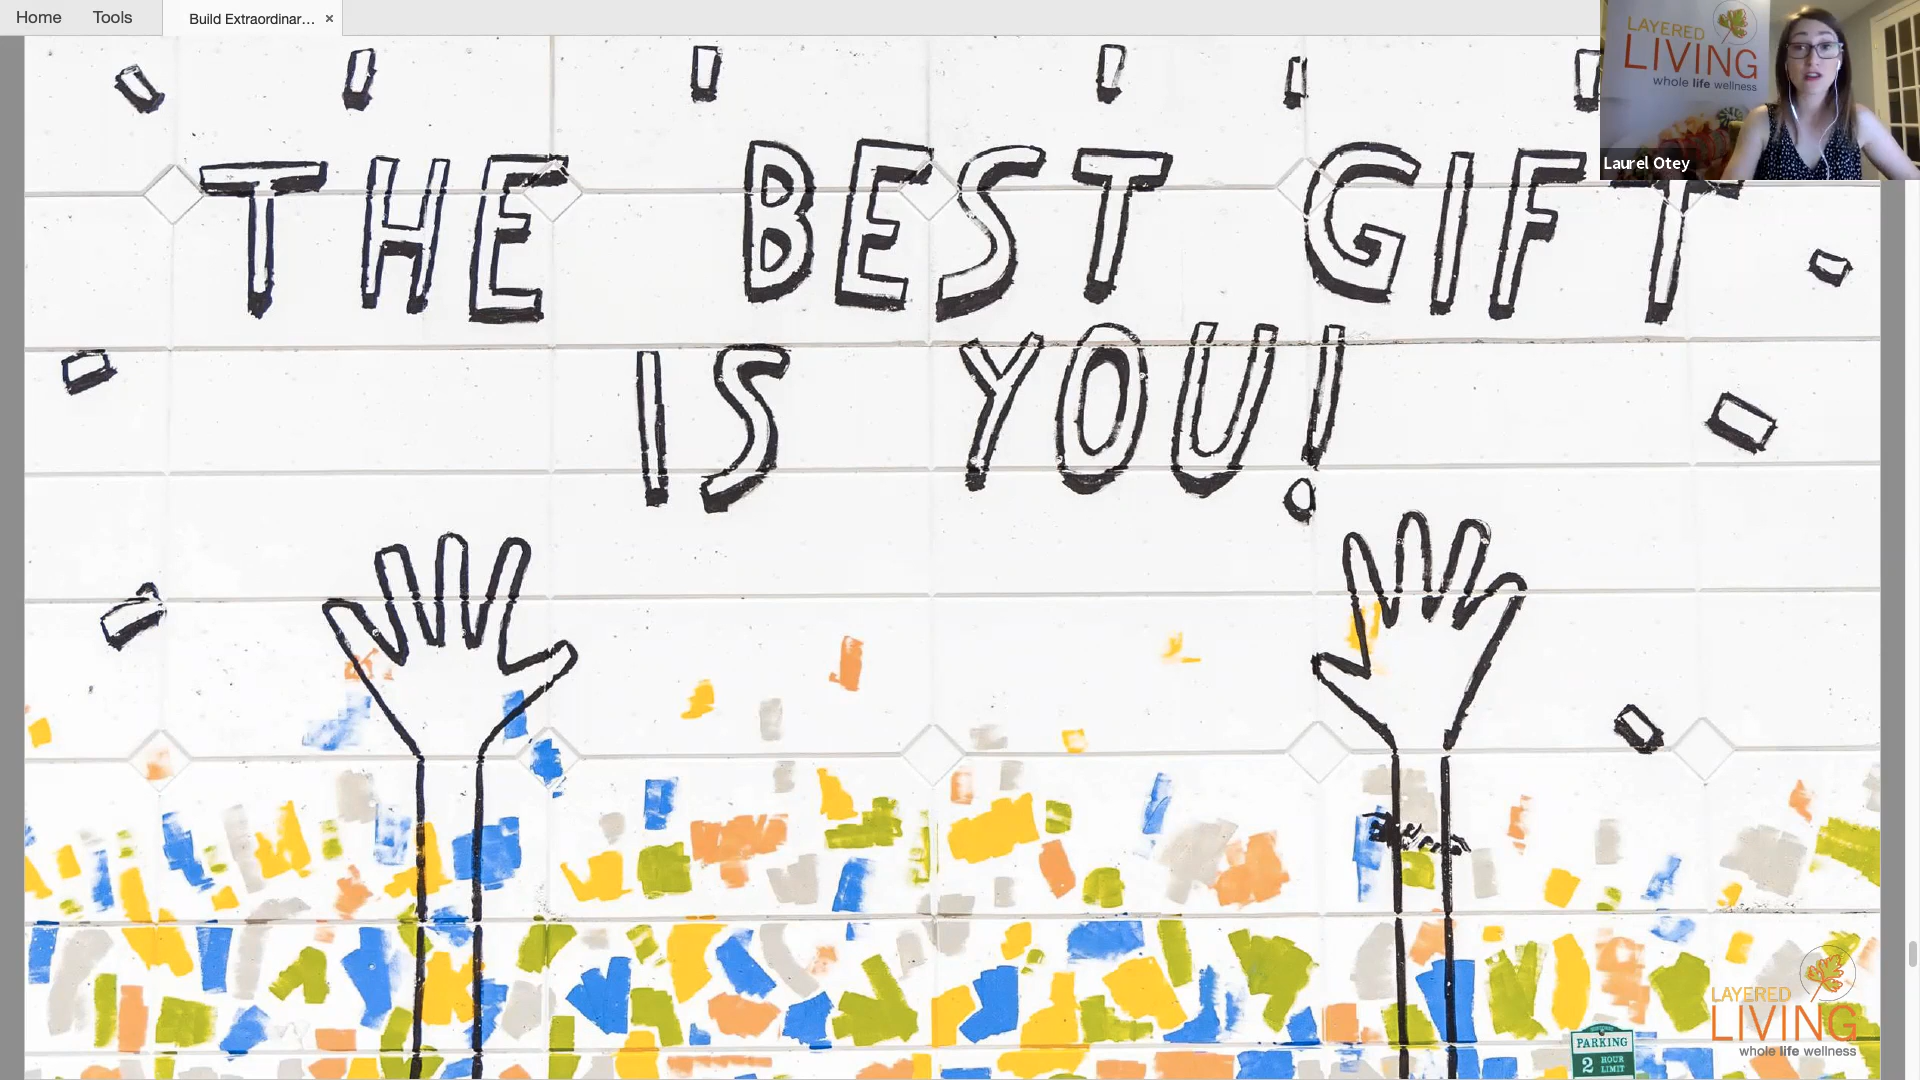 Home Tools Build Extraordinar... ×
LAYERED
LIVING
whole life wellness
Laurel Otey
THE BEST GIFT
IS YOU!
LAYERED
LIVING
whole life wellness
PARKING
2 HOUR
LIMIT